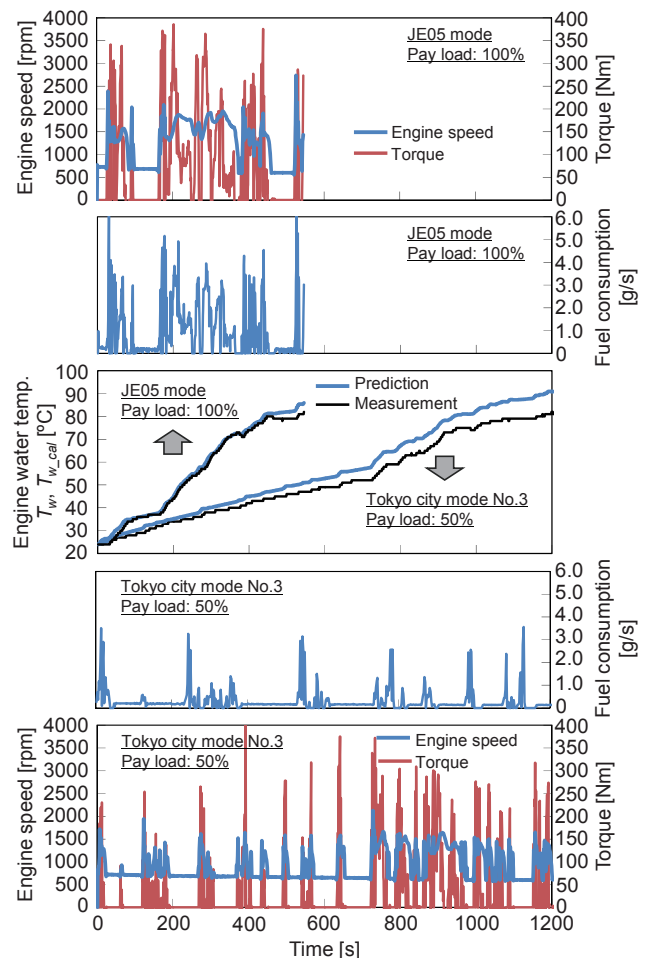 4000
3500
3000
2500
2000
1500
1000
500
0
Engine speed [rpm]
JE05 mode
Pay load: 100%
Engine speed
Torque
400
350
300
250
200
150
100
50
0
Torque [Nm]
JE05 mode
Pay load: 100%
6.0
5.0
4.0
3.0
2.0
1.0
0
Fuel consumption
[g/s]
100
90
80
70
60
50
40
30
20
Engine water temp.
T_w, T_w_cal [°C]
JE05 mode
Pay load: 100%
Prediction
Measurement
Tokyo city mode No.3
Pay load: 50%
Tokyo city mode No.3
Pay load: 50%
6.0
5.0
4.0
3.0
2.0
1.0
0
Fuel consumption
[g/s]
4000
3500
3000
2500
2000
1500
1000
500
0
Engine speed [rpm]
Tokyo city mode No.3
Pay load: 50%
Engine speed
Torque
400
350
300
250
200
150
100
50
0
Torque [Nm]
0 200 400 600 800 1000 1200
Time [s]